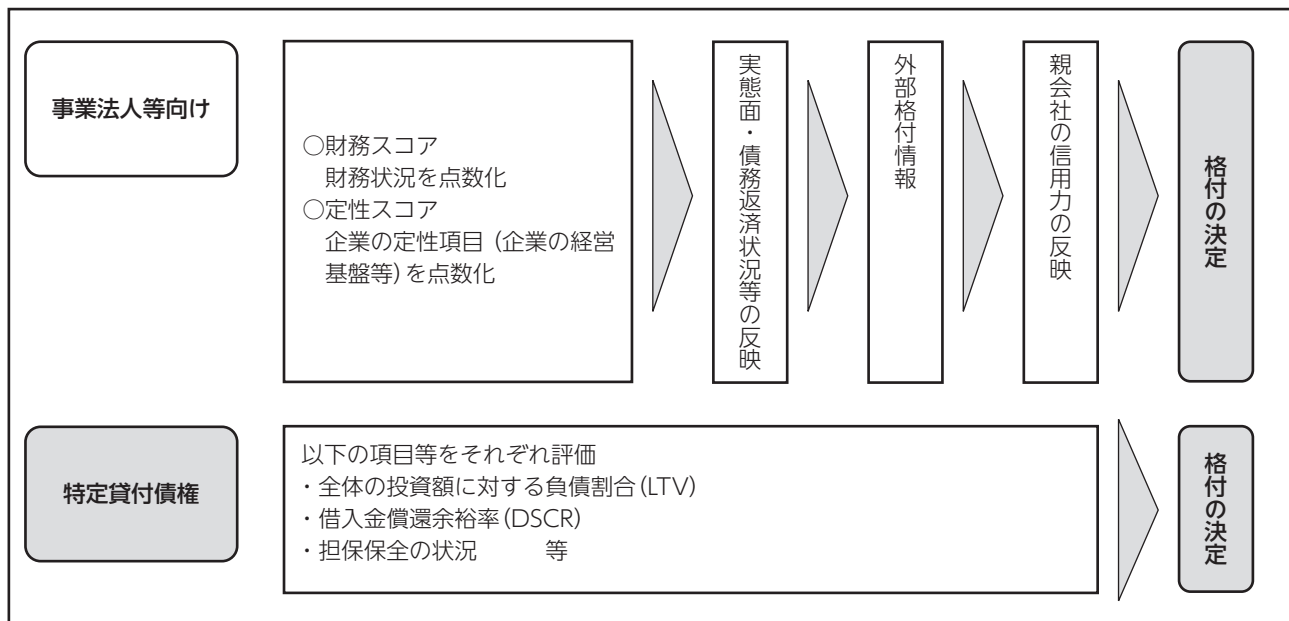 事業法人等向け
○財務スコア
財務状況を点数化
○定性スコア
企業の定性項目（企業の経営
基盤等）を点数化
実態面・債務返済状況等の反映
外部格付情報
親会社の信用力の反映
格付の決定
特定貸付債権
以下の項目等をそれぞれ評価
・全体の投資額に対する負債割合（LTV）
・借入金償還余裕率（DSCR）
・担保保全の状況　　　等
格付の決定